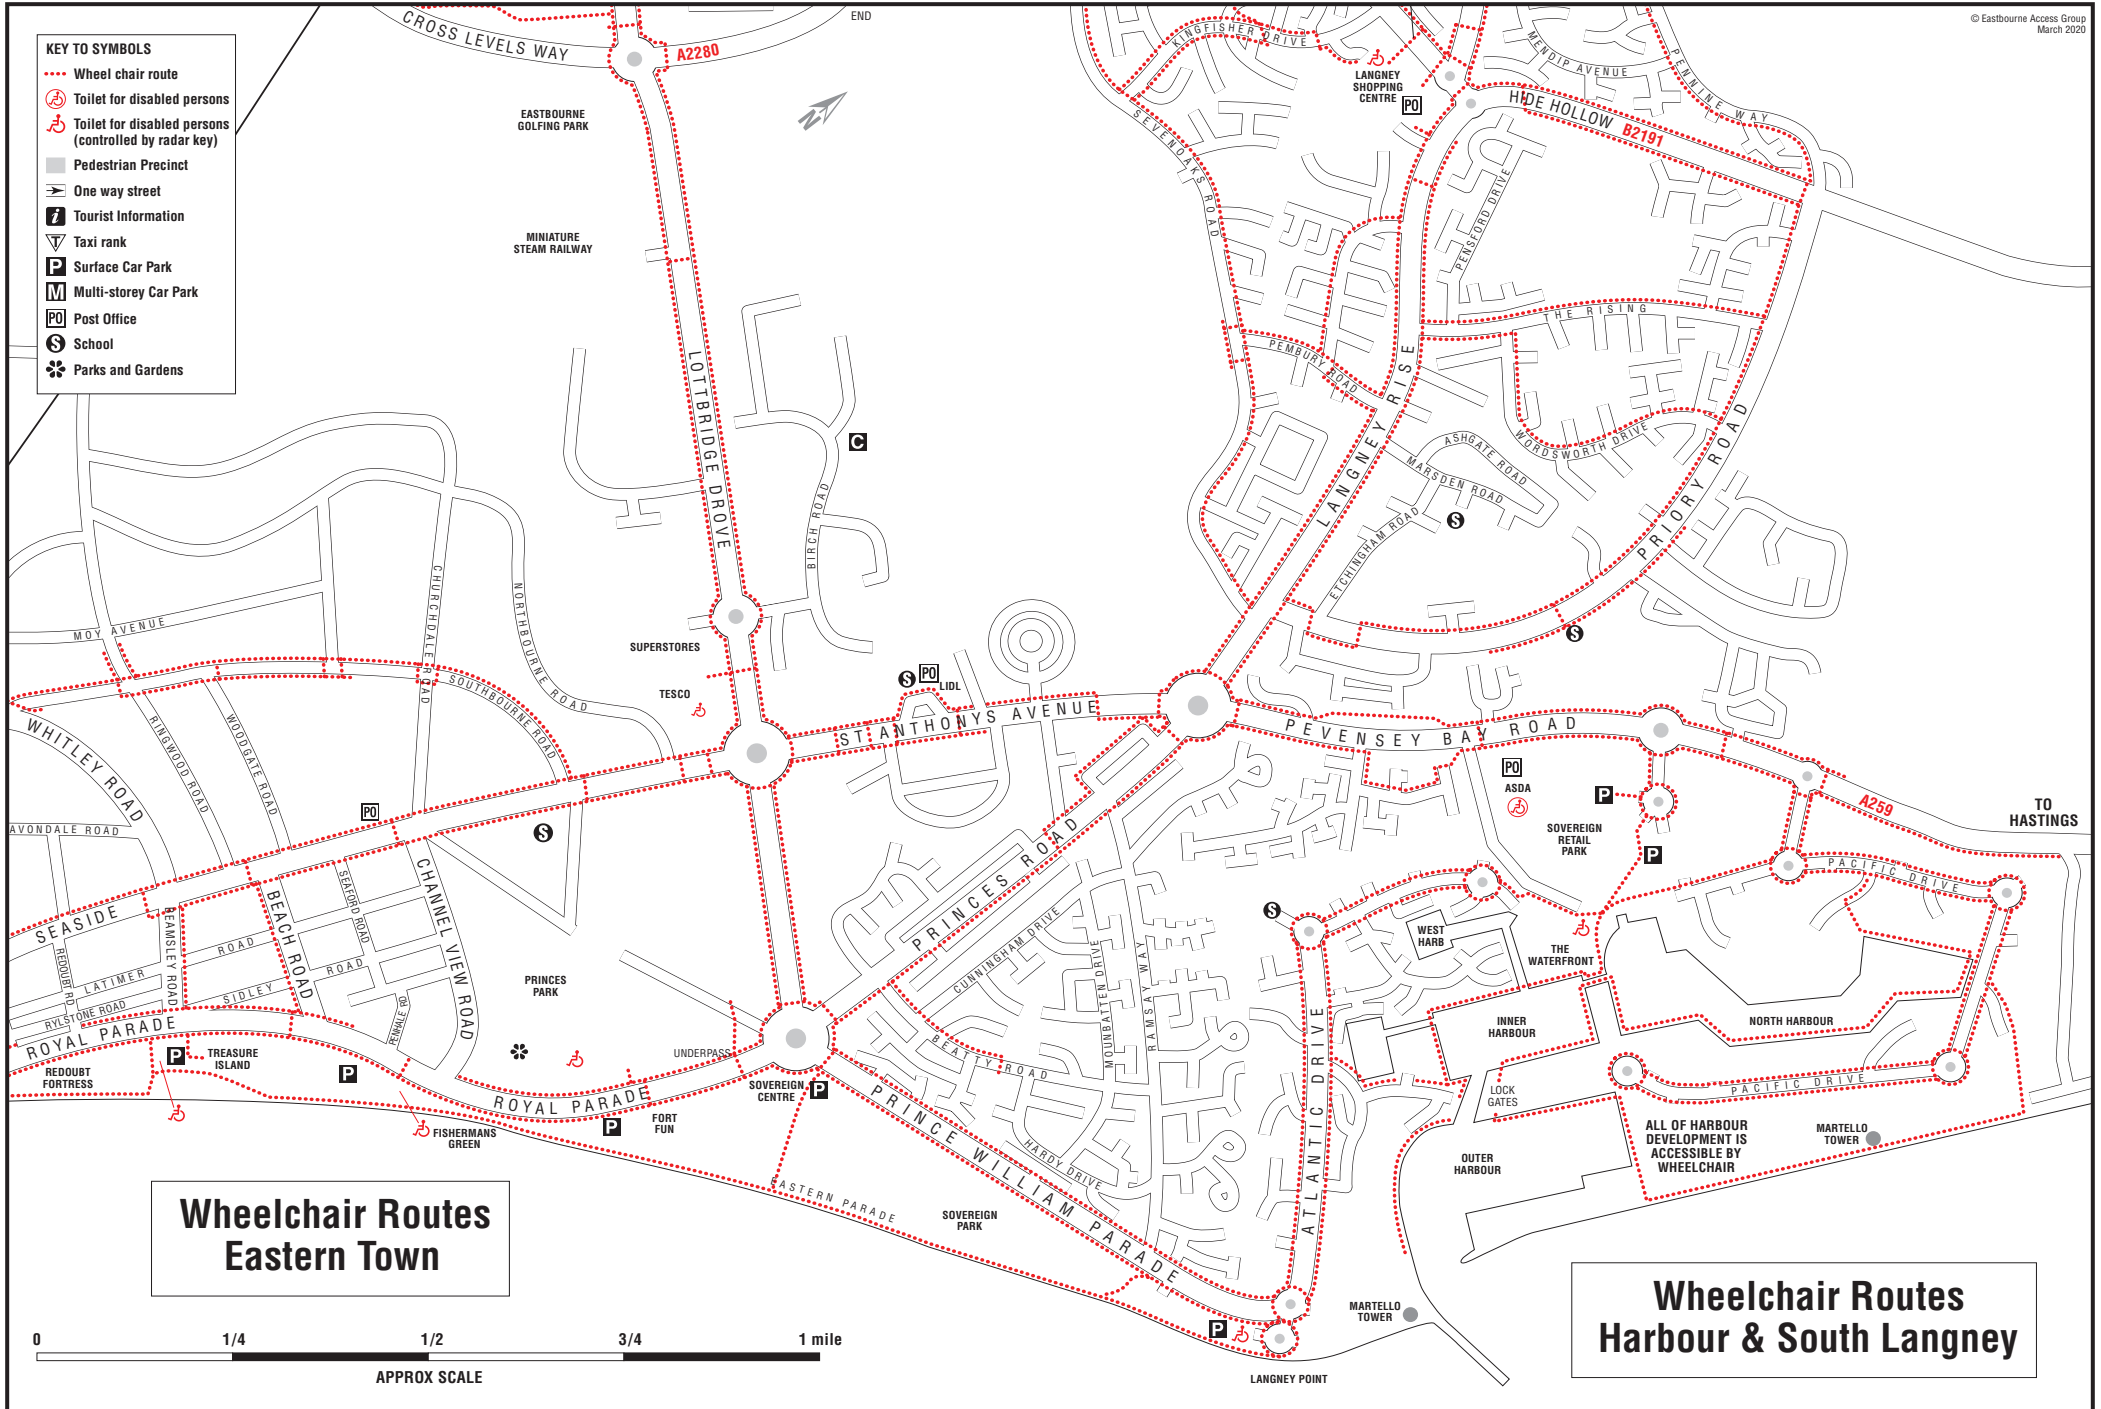 © Eastbourne Access Group
March 2020
KEY TO SYMBOLS
Wheel chair route
Toilet for disabled persons
Toilet for disabled persons
(controlled by radar key)
Pedestrian Precinct
One way street
i
Tourist Information
T
Taxi rank
P
Surface Car Park
M
Multi-storey Car Park
PO
Post Office
S
School
Parks and Gardens
CROSS LEVELS WAY
A2280
END
EASTBOURNE
GOLFING PARK
N
MINIATURE
STEAM RAILWAY
LOTTBRIDGE DROVE
C
BIRCH ROAD
SUPERSTORES
TESCO
KINGFISHER DRIVE
LANGNEY
SHOPPING
CENTRE
PO
SEVENOAKS ROAD
MENDIP AVENUE
PENNINE WAY
HIDE HOLLOW
B2191
PENSFORD DRIVE
THE RISING
PEMBURY ROAD
LANGNEY RISE
ASHGATE ROAD
MARSDEN ROAD
WORDSWORTH DRIVE
PRIORY ROAD
ETCHINGHAM ROAD
S
S
MOY AVENUE
CHURCHDALE ROAD
NORTHBOURNE ROAD
SOUTHBOURNE ROAD
WHITLEY ROAD
RINGWOOD ROAD
WOODGATE ROAD
AVONDALE ROAD
PO
S
S
PO
LIDL
ST ANTHONYS AVENUE
PEVENSEY BAY ROAD
PO
ASDA
P
SOVEREIGN
RETAIL
PARK
P
A259
TO
HASTINGS
PACIFIC DRIVE
SEASIDE
REDOUBT RD
BEAMSLEY ROAD
BEACH ROAD
SEAFORD ROAD
CHANNEL VIEW ROAD
LATIMER ROAD
SIDLEY ROAD
RYLSTONE ROAD
PENHALE RD
ROYAL PARADE
REDOUBT
FORTRESS
P
TREASURE
ISLAND
P
FISHERMANS
GREEN
PRINCES
PARK
ROYAL PARADE
UNDERPASS
P
FORT
FUN
SOVEREIGN
CENTRE
P
PRINCES ROAD
CUNNINGHAM DRIVE
MOUNBATTEN DRIVE
RAMSAY WAY
BEATTY ROAD
HARDY DRIVE
PRINCE WILLIAM PARADE
EASTERN PARADE
SOVEREIGN
PARK
S
ATLANTIC DRIVE
WEST
HARB
THE
WATERFRONT
INNER
HARBOUR
NORTH HARBOUR
LOCK
GATES
PACIFIC DRIVE
OUTER
HARBOUR
ALL OF HARBOUR
DEVELOPMENT IS
ACCESSIBLE BY
WHEELCHAIR
MARTELLO
TOWER
MARTELLO
TOWER
P
LANGNEY POINT
Wheelchair Routes
Eastern Town
Wheelchair Routes
Harbour & South Langney
0 1/4 1/2 3/4 1 mile
APPROX SCALE